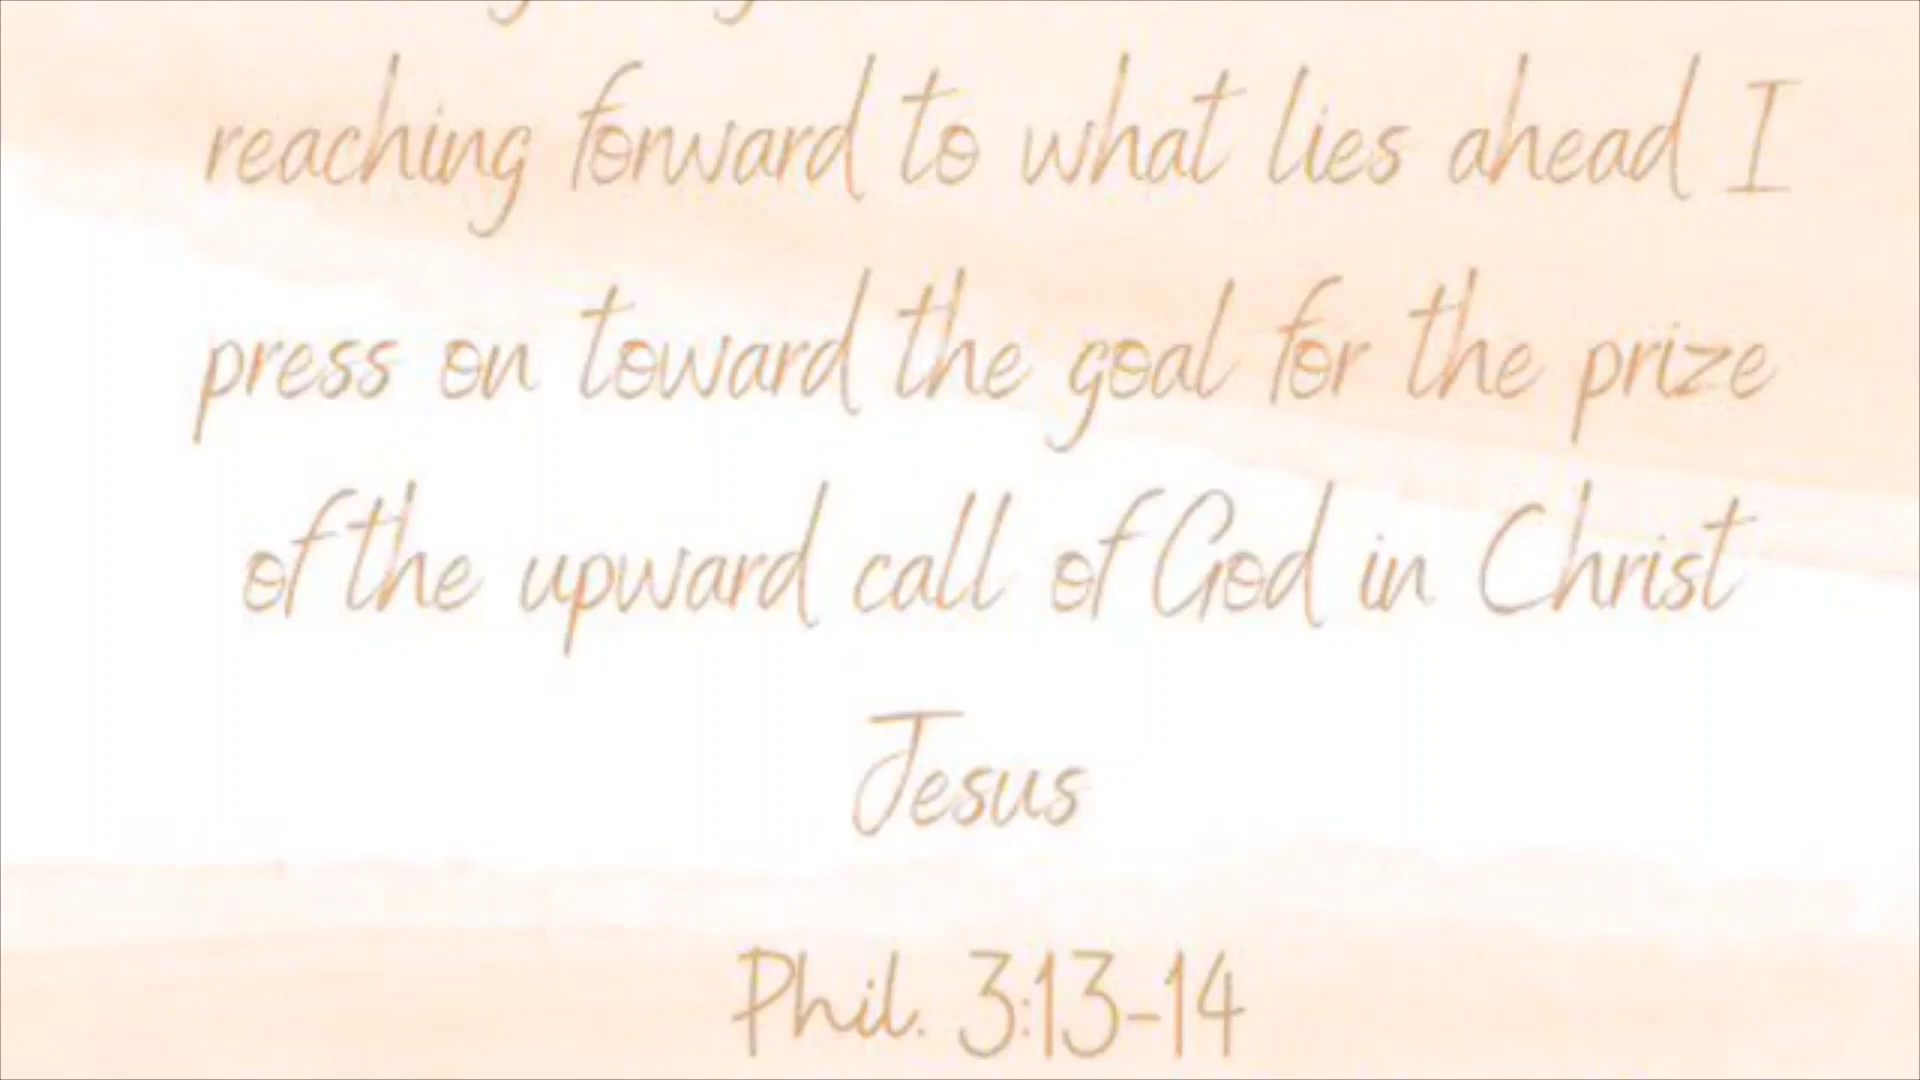 reaching forward to what lies ahead I
press on toward the goal for the prize
of the upward call of God in Christ
Jesus
Phil. 3:13-14